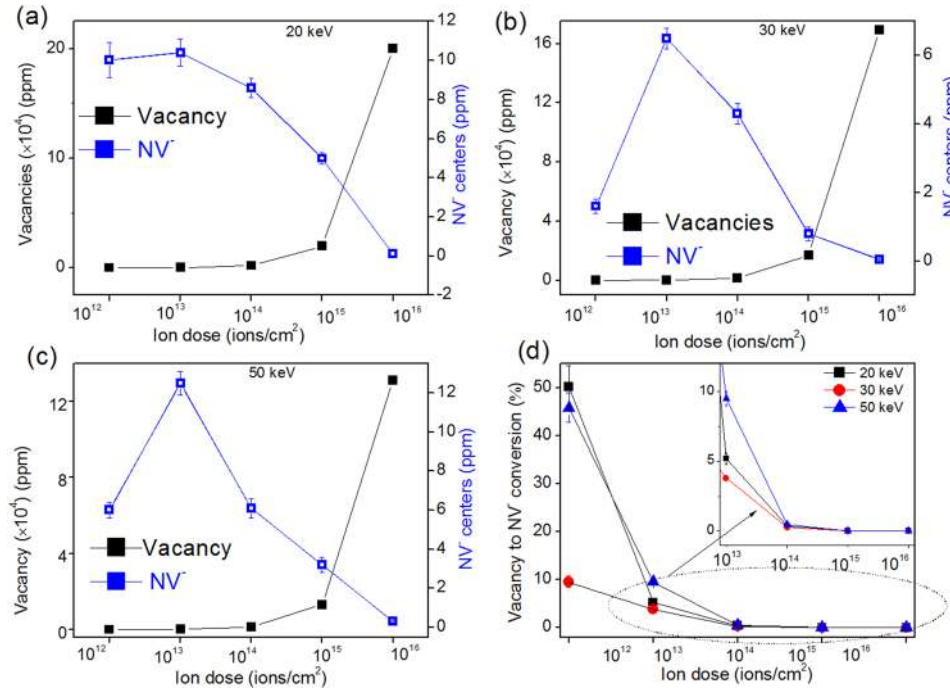 (a)
20 keV
Vacancies (×10⁴) (ppm)
20
10
0
12
10
8
6
4
2
0
-2
NV⁻ centers (ppm)
Vacancy
NV⁻
10¹² 10¹³ 10¹⁴ 10¹⁵ 10¹⁶
Ion dose (ions/cm²)
(b)
30 keV
Vacancy (×10⁴) (ppm)
16
12
8
4
0
6
4
2
0
NV⁻ centers (ppm)
Vacancies
NV⁻
10¹² 10¹³ 10¹⁴ 10¹⁵ 10¹⁶
Ion dose (ions/cm²)
(c)
50 keV
Vacancy (×10⁴) (ppm)
12
8
4
0
12
10
8
6
4
2
0
NV⁻ centers (ppm)
Vacancy
NV⁻
10¹² 10¹³ 10¹⁴ 10¹⁵ 10¹⁶
Ion dose (ions/cm²)
(d)
Vacancy to NV⁻ conversion (%)
50
40
30
20
10
0
20 keV
30 keV
50 keV
10
5
0
10¹³ 10¹⁴ 10¹⁵ 10¹⁶
10¹² 10¹³ 10¹⁴ 10¹⁵ 10¹⁶
Ion dose (ions/cm²)